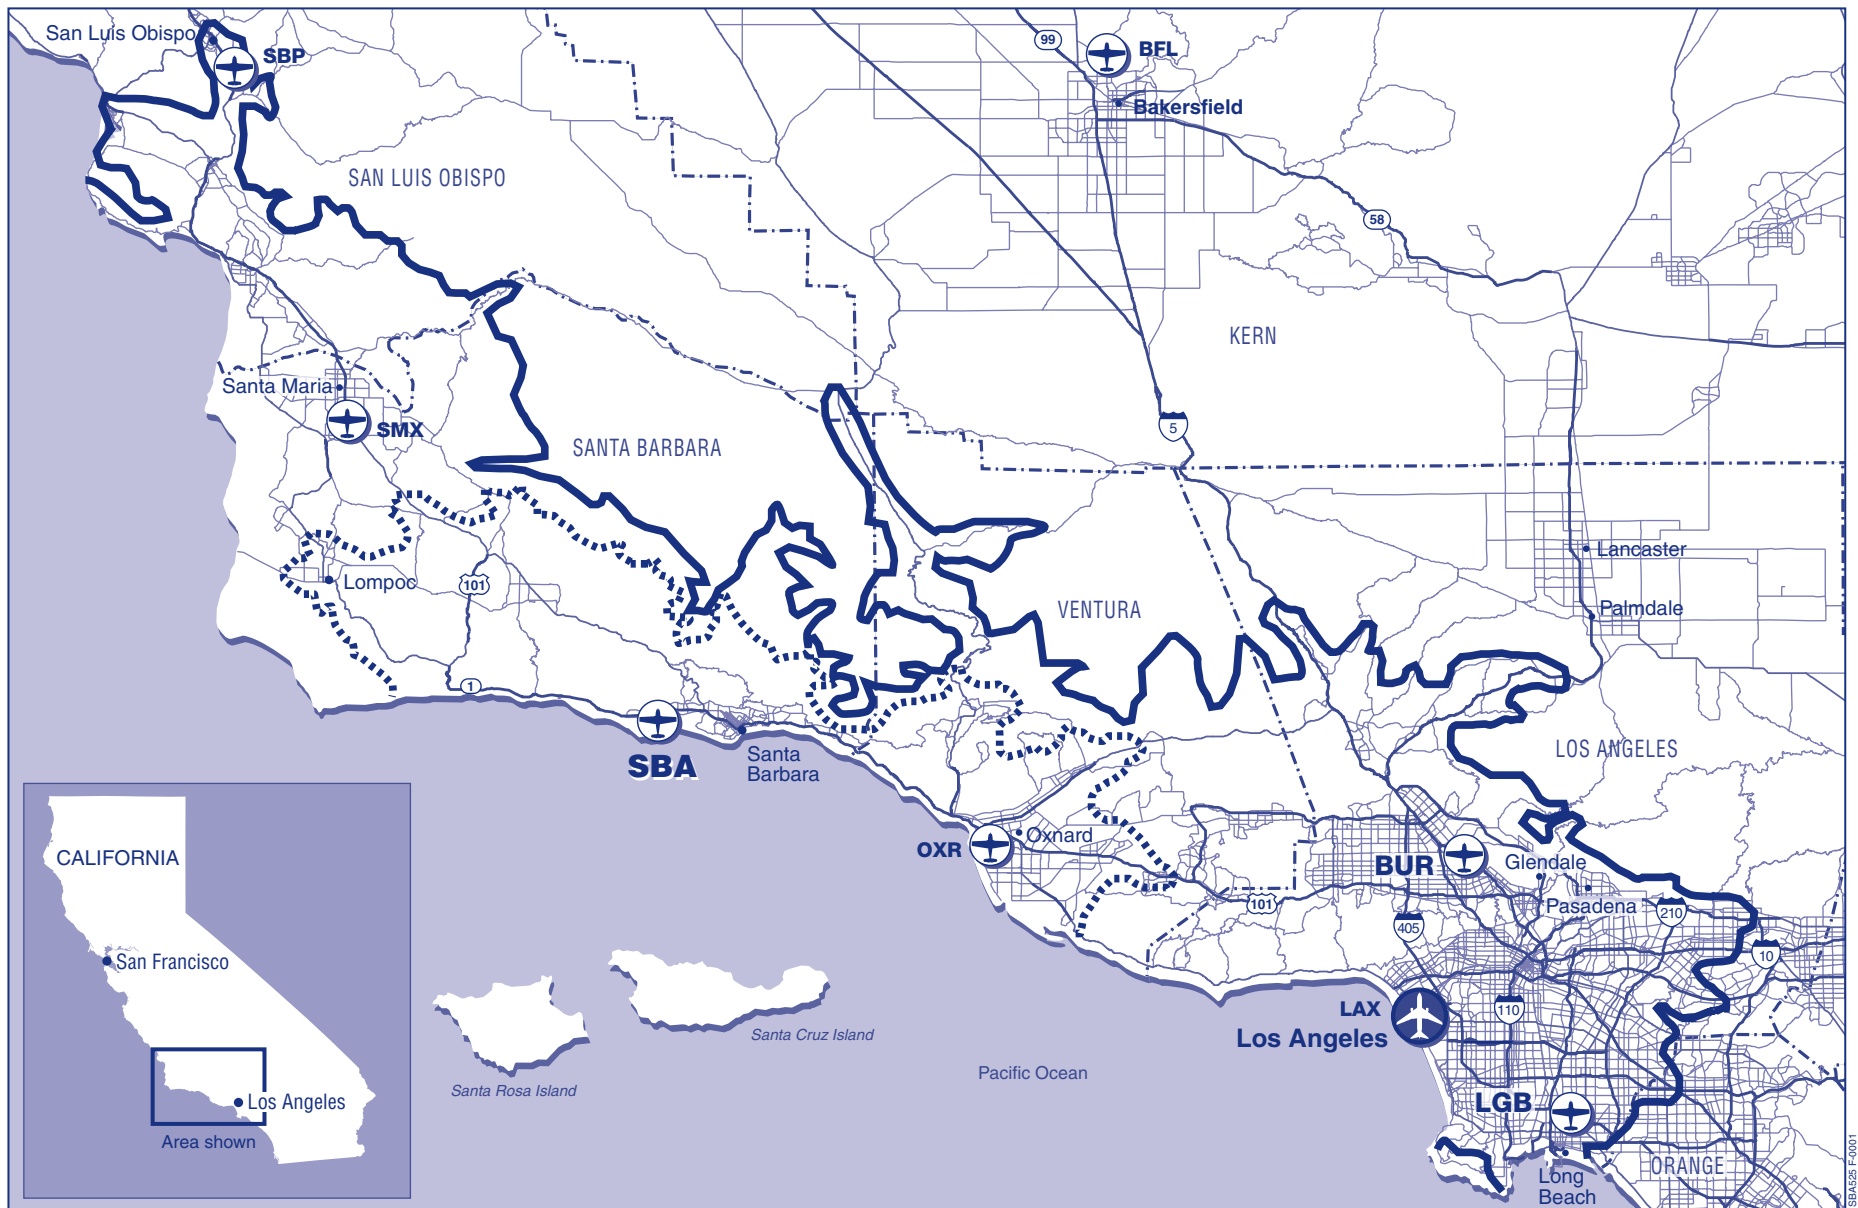 San Luis Obispo
SBP
99
BFL
Bakersfield
SAN LUIS OBISPO
58
KERN
Santa Maria
SMX
5
SANTA BARBARA
Lancaster
Lompoc
101
VENTURA
Palmdale
1
SBA
Santa
Barbara
LOS ANGELES
OXR
Oxnard
BUR
Glendale
Pasadena
101
405
210
10
CALIFORNIA
San Francisco
Los Angeles
Area shown
Santa Cruz Island
Santa Rosa Island
Pacific Ocean
LAX
Los Angeles
110
LGB
Long
Beach
ORANGE
SBA525 F-0001